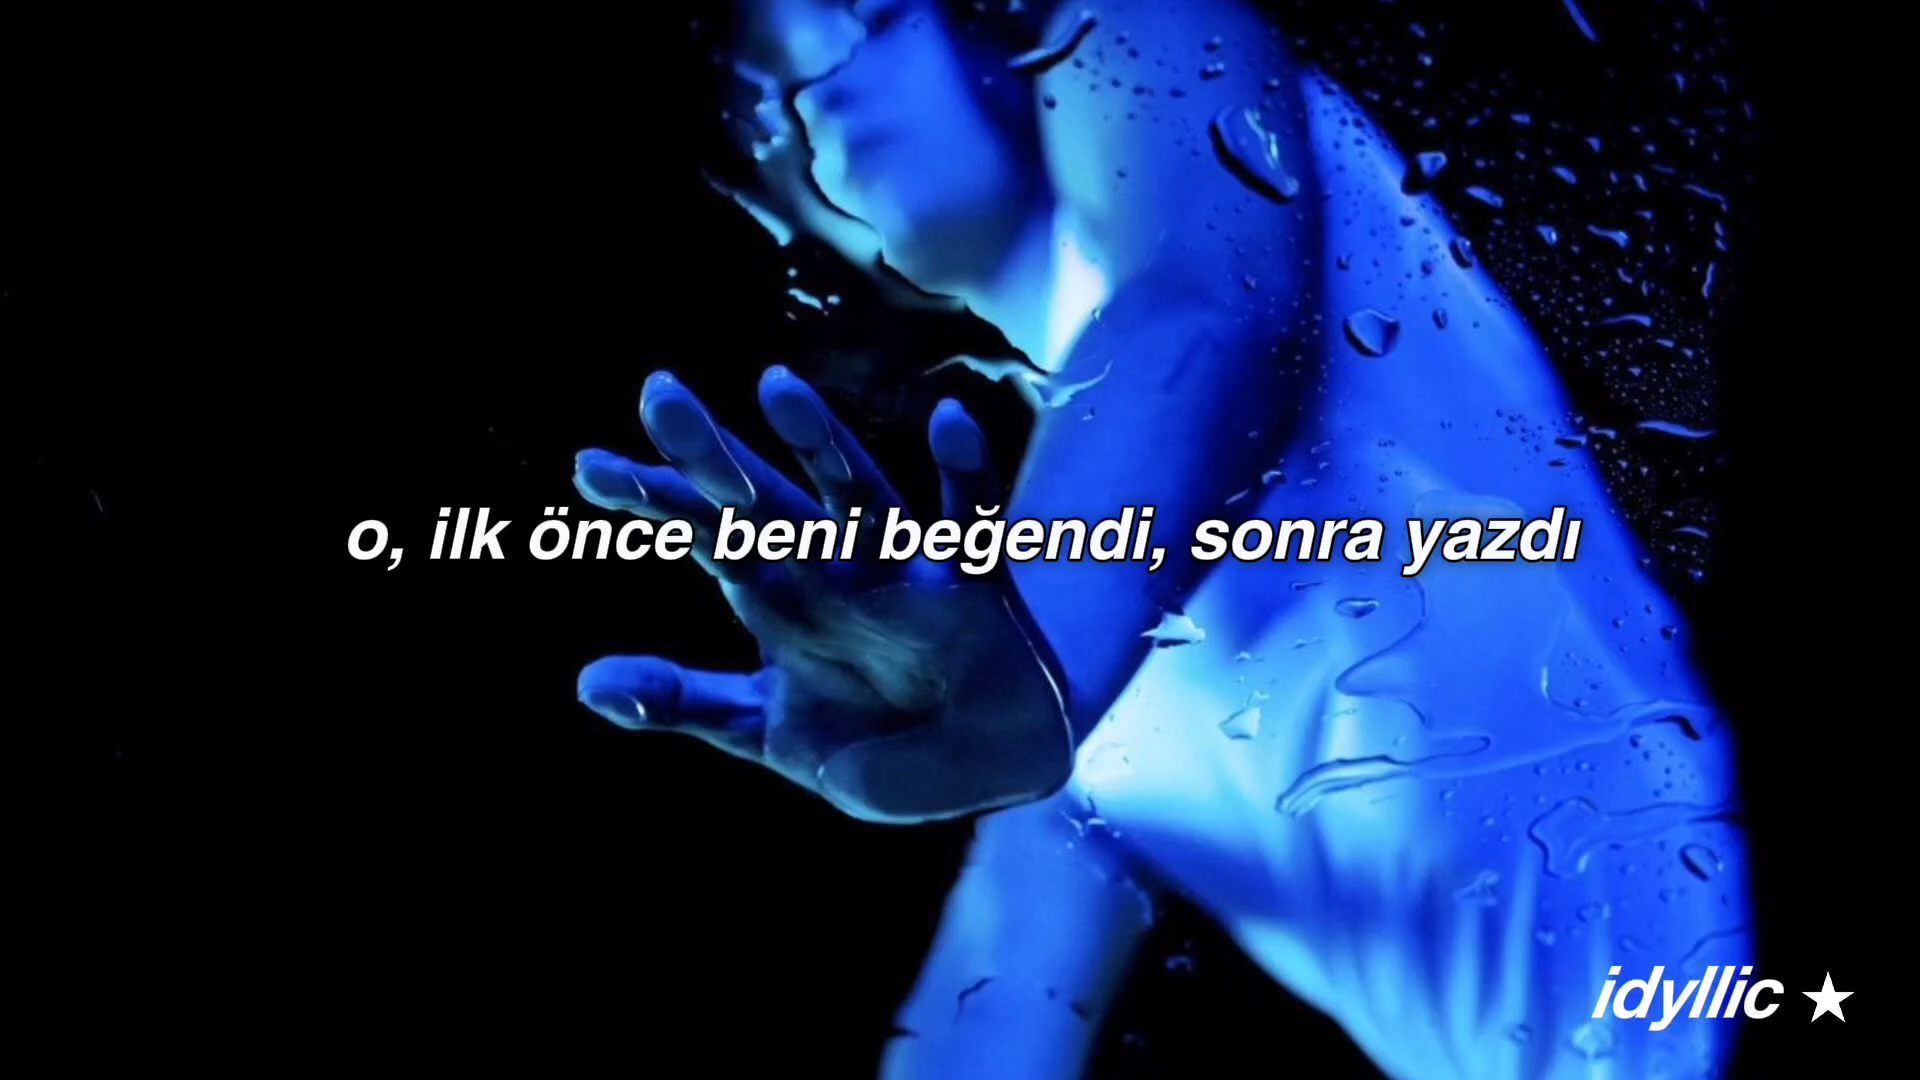 o, ilk önce beni beğendi, sonra yazdı
idyllic ★